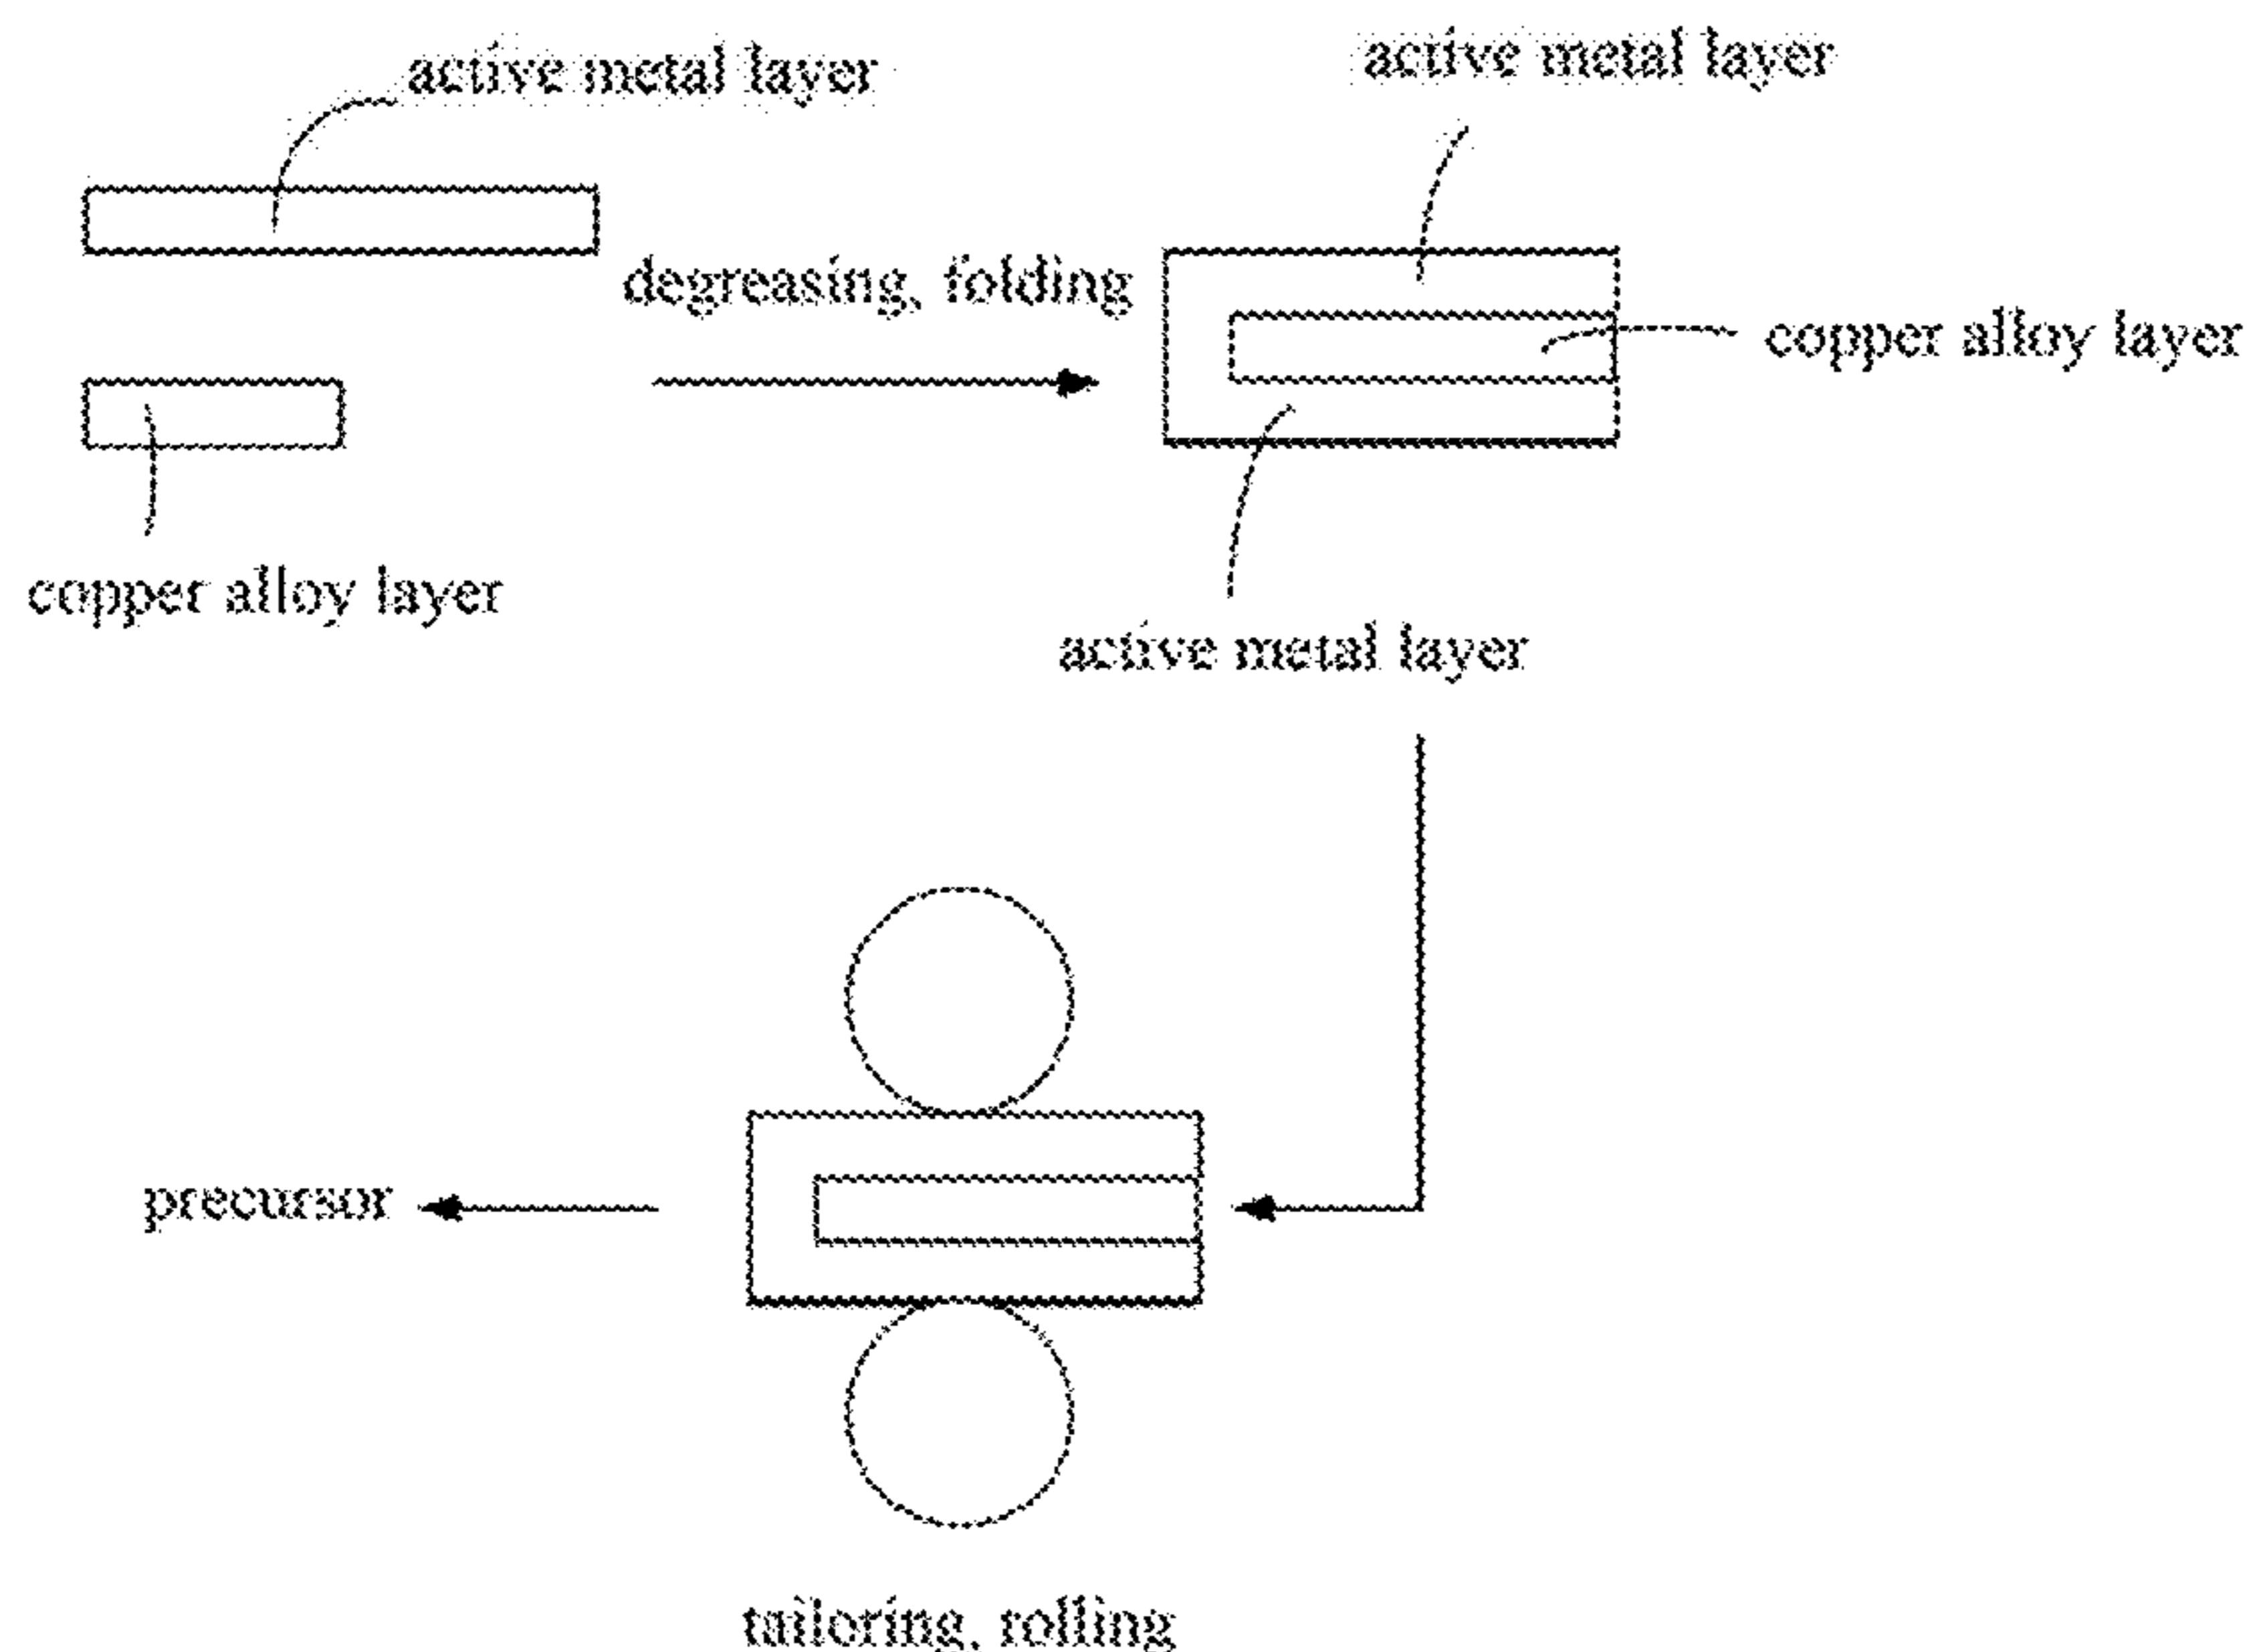 active metal layer
active metal layer
degreasing, folding
copper alloy layer
copper alloy layer
active metal layer
precursor
tailoring, rolling